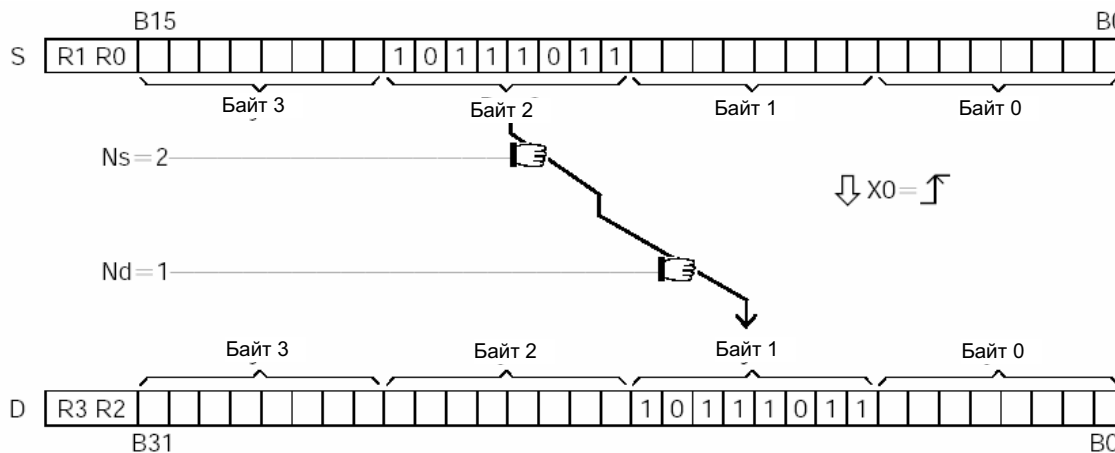 B15 B0
S R1 R0 1 0 1 1 1 0 1 1
Байт 3 Байт 2 Байт 1 Байт 0
Ns=2
X0=
Nd=1
Байт 3 Байт 2 Байт 1 Байт 0
D R3 R2 1 0 1 1 1 0 1 1
B31 B0